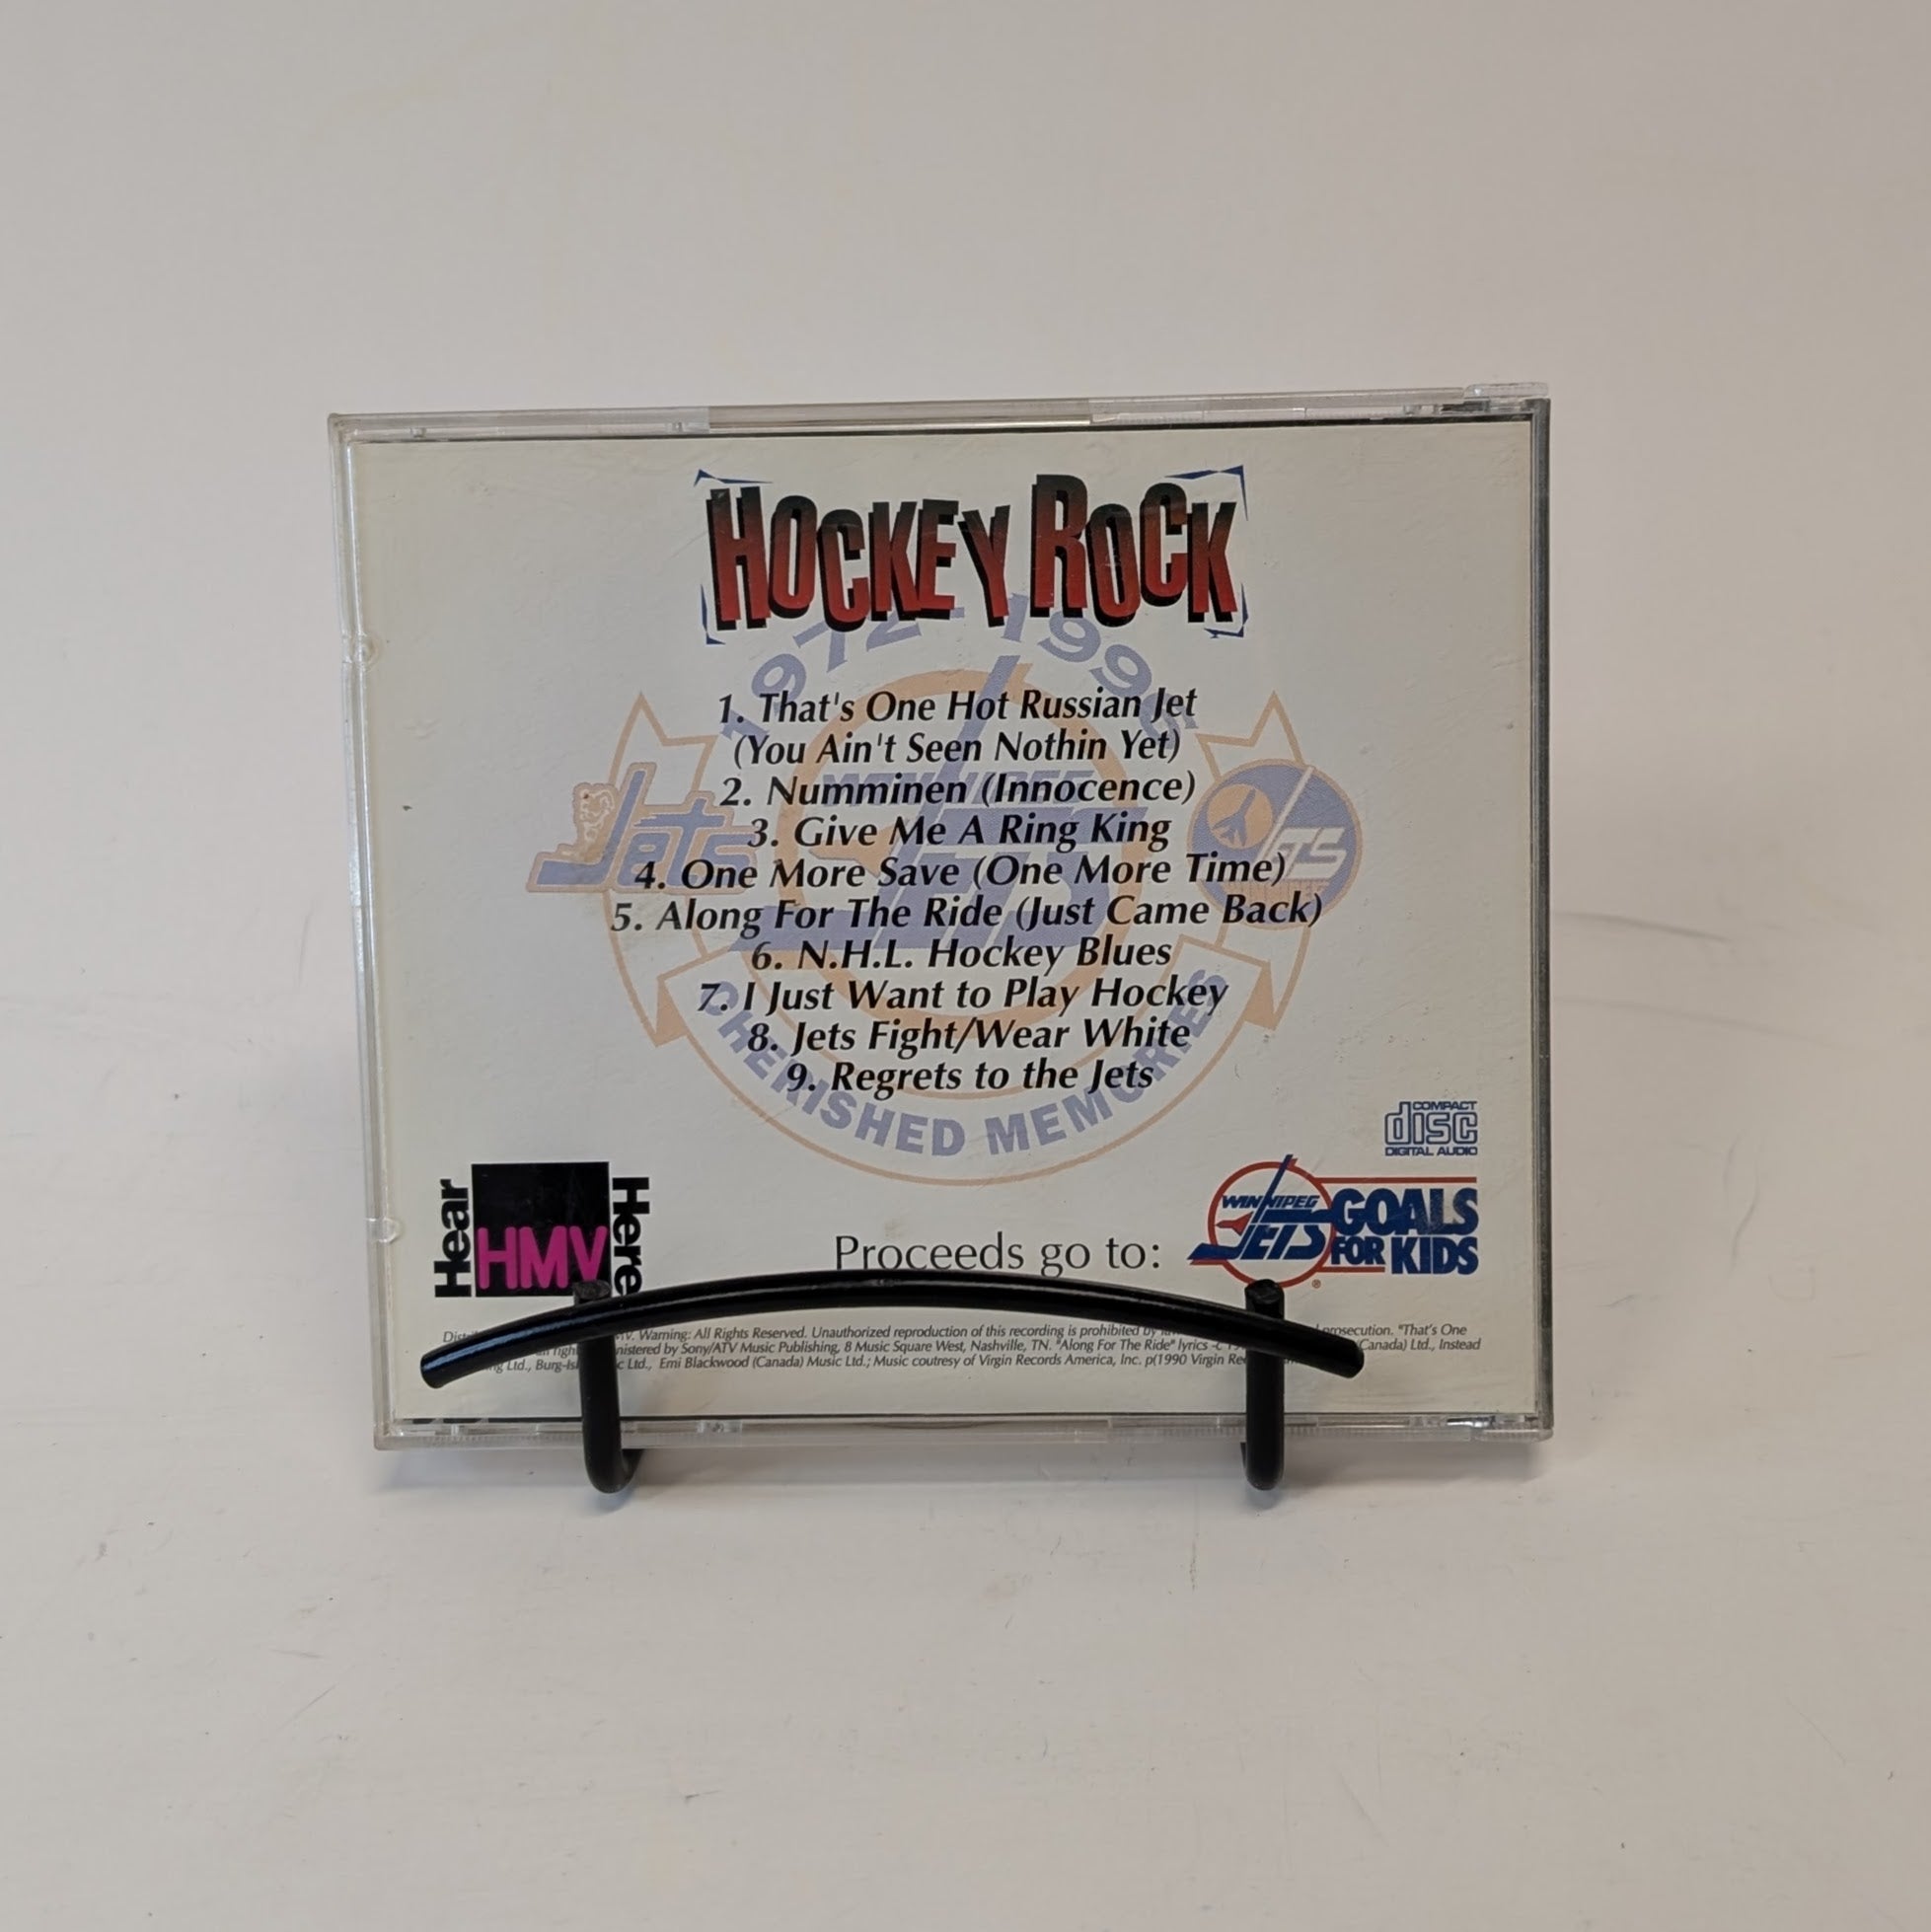 HOCKEY ROCK
1972-199
1. That's One Hot Russian Jet
(You Ain't Seen Nothin Yet)
2. Numminen (Innocence)
3. Give Me A Ring King
4. One More Save (One More Time)
5. Along For The Ride (Just Came Back)
6. N.H.L. Hockey Blues
7. I Just Want to Play Hockey
8. Jets Fight/Wear White
9. Regrets to the Jets
Jets
WINNIPEG
JETS
JETS
WINNIPEG
CHERISHED MEMORIES
COMPACT
disc
DIGITAL AUDIO
Hear
HMV
Here
Proceeds go to:
WINNIPEG
JETS
GOALS
FOR KIDS
Warning: All Rights Reserved. Unauthorized reproduction of this recording is prohibited by prosecution. "That's One
by Sony/ATV Music Publishing, 8 Music Square West, Nashville, TN. "Along For The Ride" lyrics (Canada) Ltd., Instead
Ltd., Emi Blackwood (Canada) Music Ltd.; Music coutresy of Virgin Records America, Inc. p(1990 Virgin